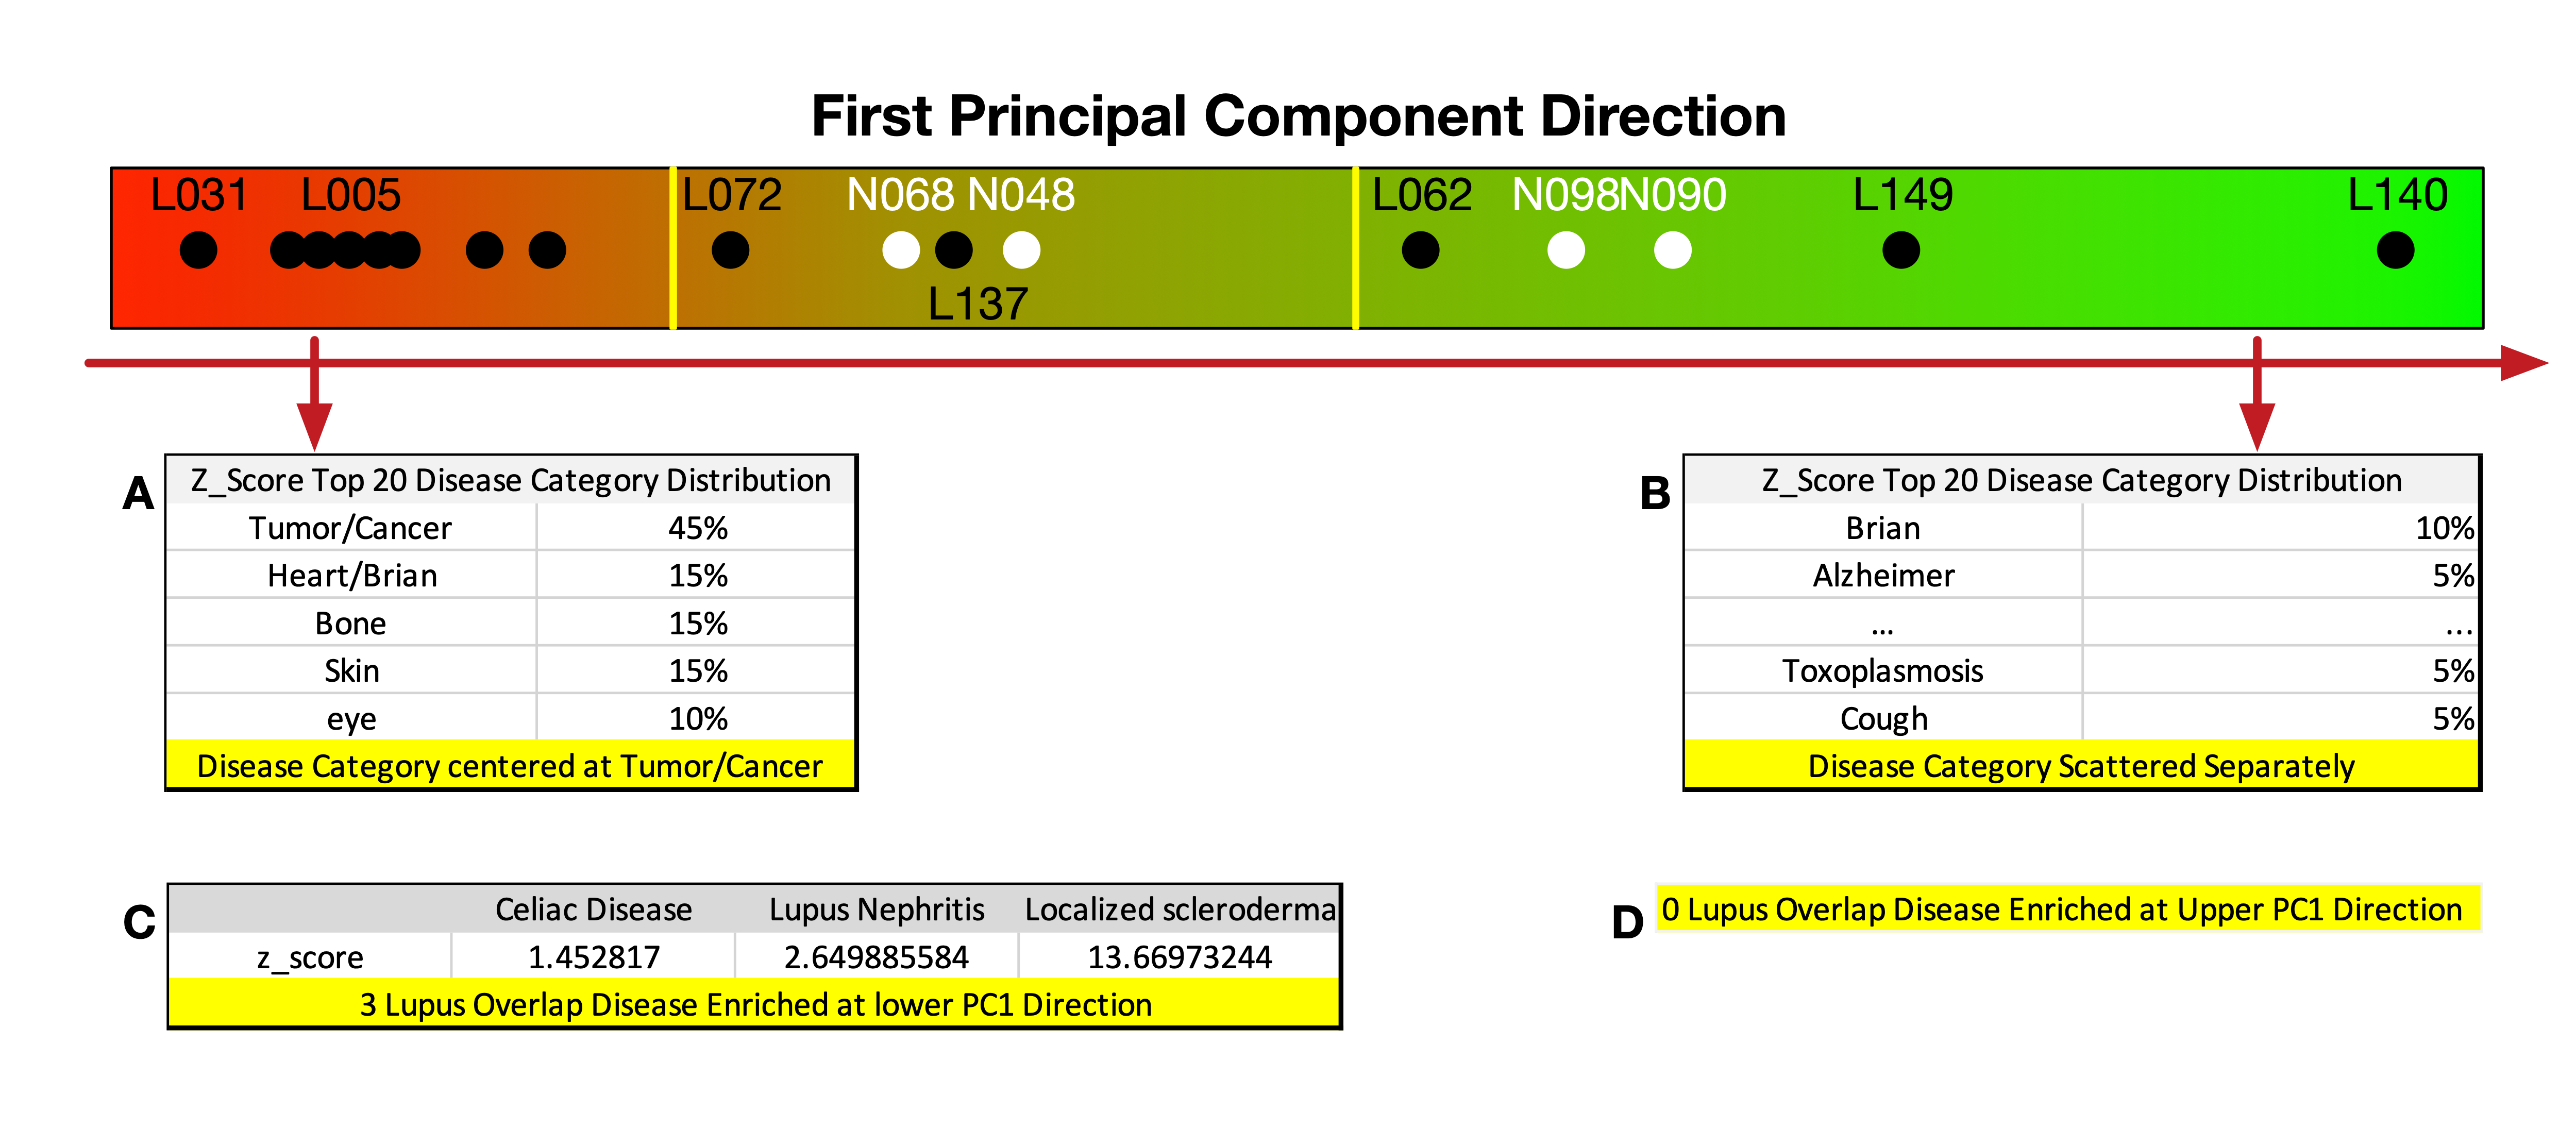 First Principal Component Direction
L031 L005 L072 N068 N048 L062 N098 N090 L149 L140
L137
A
Z_Score Top 20 Disease Category Distribution
Tumor/Cancer 45%
Heart/Brian 15%
Bone 15%
Skin 15%
eye 10%
Disease Category centered at Tumor/Cancer
B
Z_Score Top 20 Disease Category Distribution
Brian 10%
Alzheimer 5%
... ...
Toxoplasmosis 5%
Cough 5%
Disease Category Scattered Separately
C
Celiac Disease Lupus Nephritis Localized scleroderma
z_score 1.452817 2.649885584 13.66973244
3 Lupus Overlap Disease Enriched at lower PC1 Direction
D
0 Lupus Overlap Disease Enriched at Upper PC1 Direction